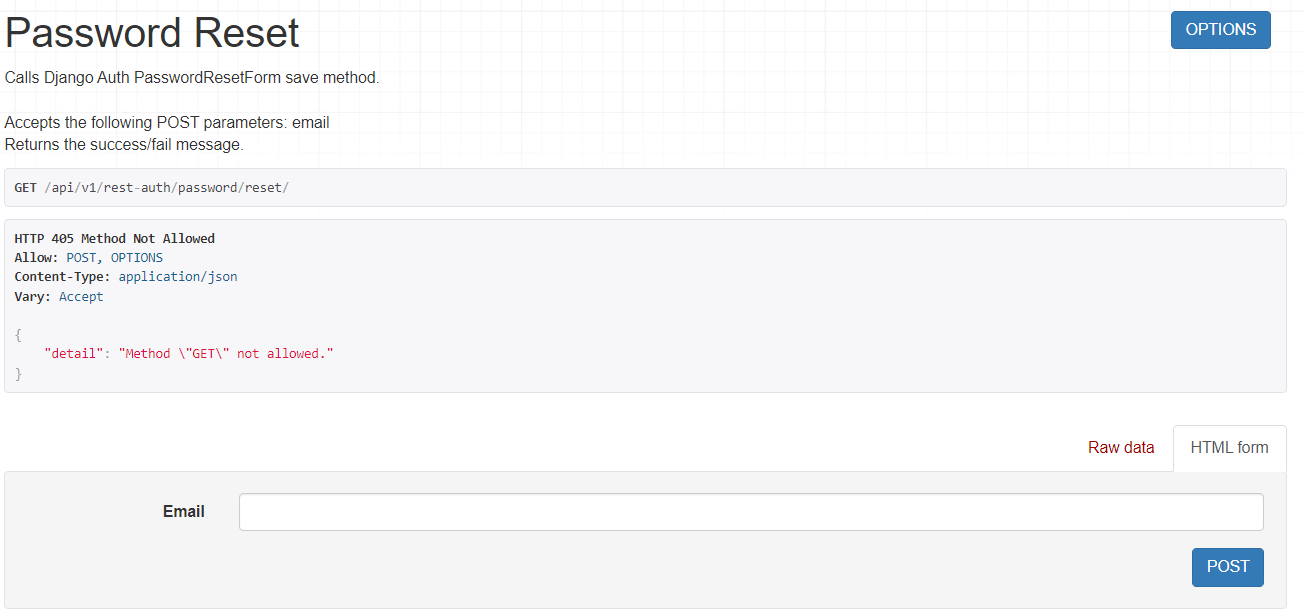 Password Reset
OPTIONS
Calls Django Auth PasswordResetForm save method.
Accepts the following POST parameters: email
Returns the success/fail message.
GET /api/v1/rest-auth/password/reset/
HTTP 405 Method Not Allowed
Allow: POST, OPTIONS
Content-Type: application/json
Vary: Accept
{
    "detail": "Method \"GET\" not allowed."
}
Raw data
HTML form
Email
POST